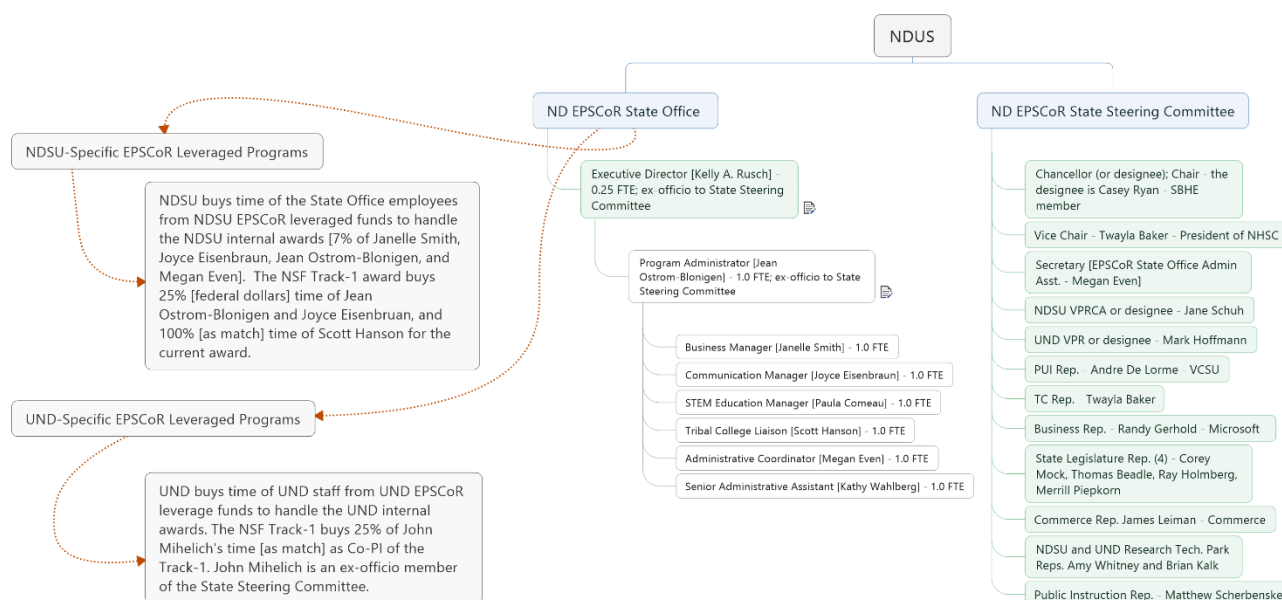 NDUS
ND EPSCoR State Office
ND EPSCoR State Steering Committee
NDSU-Specific EPSCoR Leveraged Programs
NDSU buys time of the State Office employees
from NDSU EPSCoR leveraged funds to handle
the NDSU internal awards [7% of Janelle Smith,
Joyce Eisenbraun, Jean Ostrom-Blonigen, and
Megan Even].  The NSF Track-1 award buys
25% [federal dollars] time of Jean
Ostrom-Blonigen and Joyce Eisenbruan, and
100% [as match] time of Scott Hanson for the
current award.
UND-Specific EPSCoR Leveraged Programs
UND buys time of UND staff from UND EPSCoR
leverage funds to handle the UND internal
awards. The NSF Track-1 buys 25% of John
Mihelich's time [as match] as Co-PI of the
Track-1. John Mihelich is an ex-officio member
of the State Steering Committee.
Executive Director [Kelly A. Rusch] -
0.25 FTE; ex-officio to State Steering
Committee
Program Administrator [Jean
Ostrom-Blonigen] - 1.0 FTE; ex-officio to State
Steering Committee
Business Manager [Janelle Smith] - 1.0 FTE
Communication Manager [Joyce Eisenbraun] - 1.0 FTE
STEM Education Manager [Paula Comeau] - 1.0 FTE
Tribal College Liaison [Scott Hanson] - 1.0 FTE
Administrative Coordinator [Megan Even] - 1.0 FTE
Senior Administrative Assistant [Kathy Wahlberg] - 1.0 FTE
Chancellor (or designee); Chair - the
designee is Casey Ryan - SBHE
member
Vice Chair - Twayla Baker - President of NHSC
Secretary [EPSCoR State Office Admin
Asst. - Megan Even]
NDSU VPRCA or designee - Jane Schuh
UND VPR or designee - Mark Hoffmann
PUI Rep. - Andre De Lorme - VCSU
TC Rep. - Twayla Baker
Business Rep. - Randy Gerhold - Microsoft
State Legislature Rep. (4) - Corey
Mock, Thomas Beadle, Ray Holmberg,
Merrill Piepkorn
Commerce Rep. James Leiman - Commerce
NDSU and UND Research Tech. Park
Reps. Amy Whitney and Brian Kalk
Public Instruction Rep. - Matthew Scherbenske